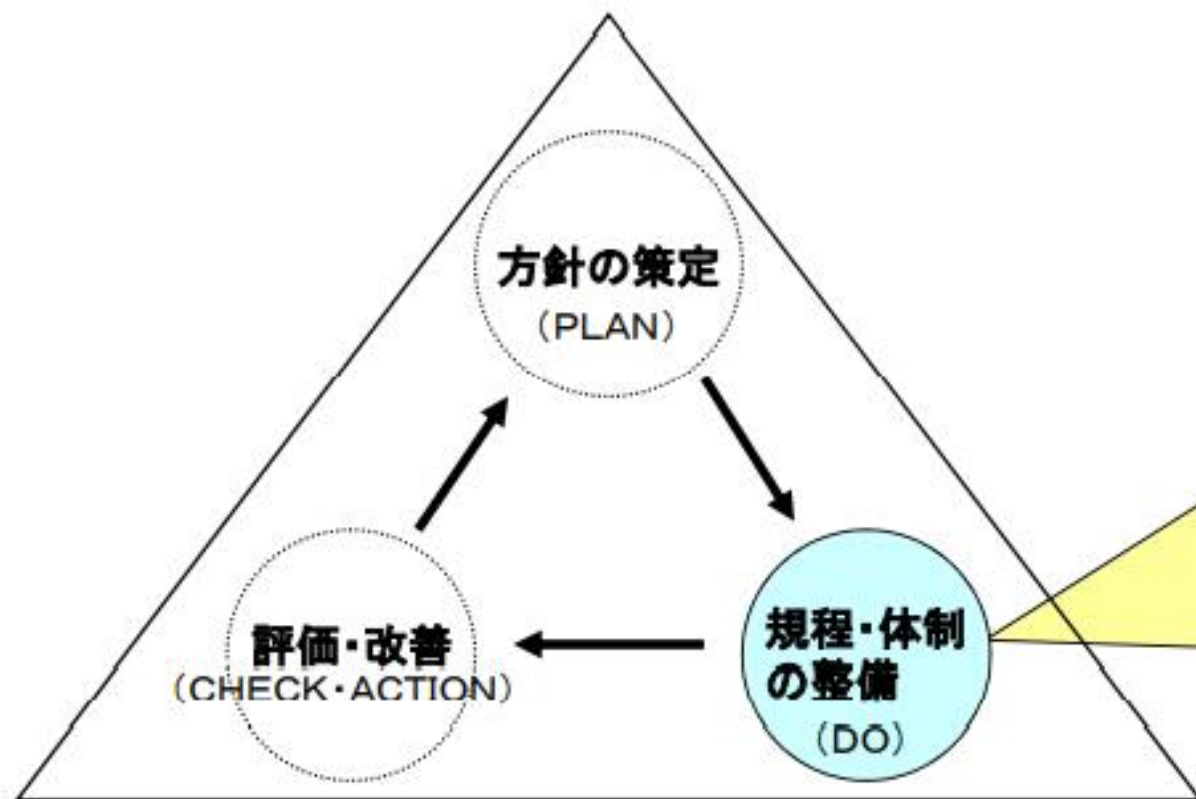 方針の策定
（PLAN）
評価・改善
（CHECK・ACTION）
規程・体制
の整備
（DO）